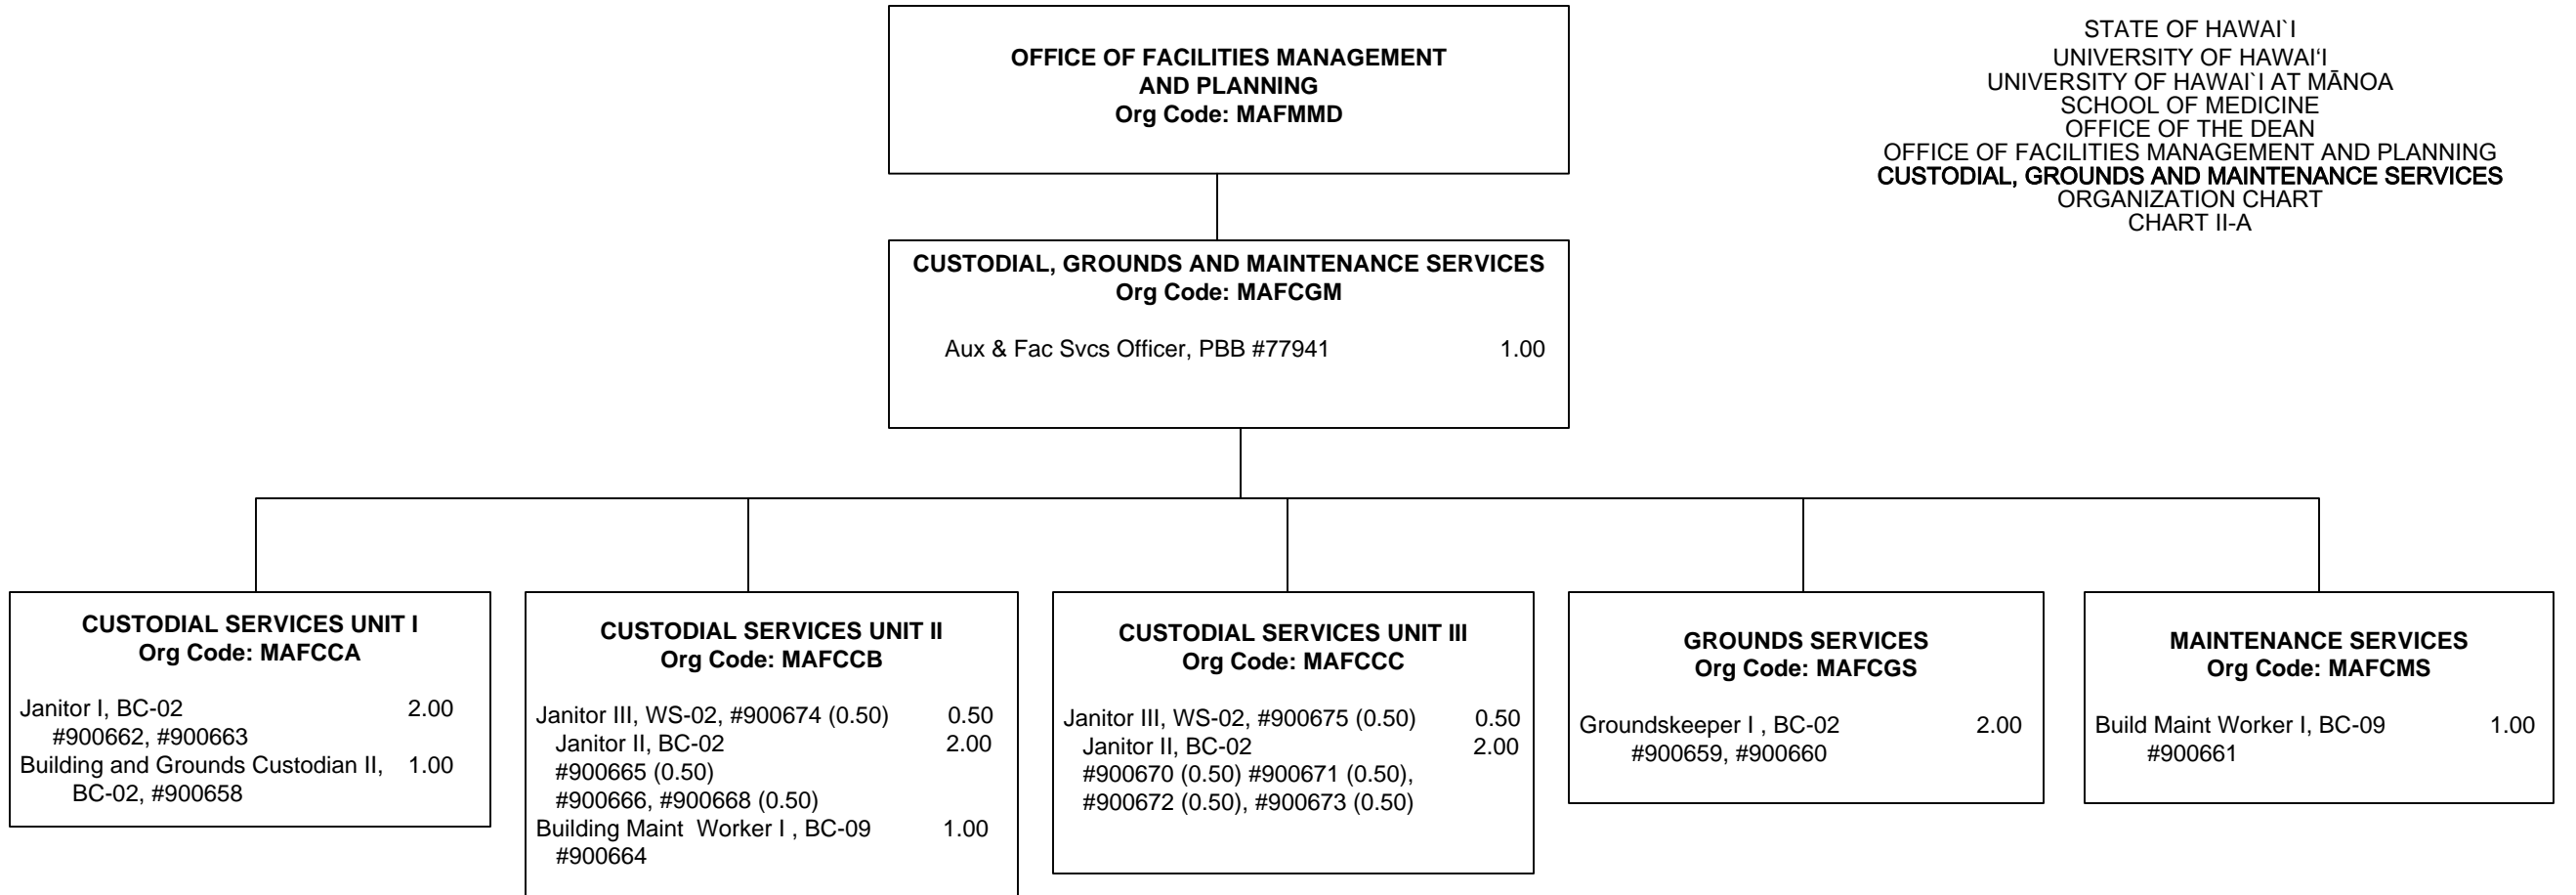 OFFICE OF FACILITIES MANAGEMENT
AND PLANNING
Org Code: MAFMMD
STATE OF HAWAI`I
UNIVERSITY OF HAWAI‘I
UNIVERSITY OF HAWAI`I AT MĀNOA
SCHOOL OF MEDICINE
OFFICE OF THE DEAN
OFFICE OF FACILITIES MANAGEMENT AND PLANNING
CUSTODIAL, GROUNDS AND MAINTENANCE SERVICES
ORGANIZATION CHART
CHART II-A
CUSTODIAL, GROUNDS AND MAINTENANCE SERVICES
Org Code: MAFCGM
Aux & Fac Svcs Officer, PBB #77941 1.00
CUSTODIAL SERVICES UNIT I
Org Code: MAFCCA
Janitor I, BC-02 2.00
#900662, #900663
Building and Grounds Custodian II, 1.00
BC-02, #900658
CUSTODIAL SERVICES UNIT II
Org Code: MAFCCB
Janitor III, WS-02, #900674 (0.50) 0.50
Janitor II, BC-02 2.00
#900665 (0.50)
#900666, #900668 (0.50)
Building Maint Worker I , BC-09 1.00
#900664
CUSTODIAL SERVICES UNIT III
Org Code: MAFCCC
Janitor III, WS-02, #900675 (0.50) 0.50
Janitor II, BC-02 2.00
#900670 (0.50) #900671 (0.50),
#900672 (0.50), #900673 (0.50)
GROUNDS SERVICES
Org Code: MAFCGS
Groundskeeper I , BC-02 2.00
#900659, #900660
MAINTENANCE SERVICES
Org Code: MAFCMS
Build Maint Worker I, BC-09 1.00
#900661